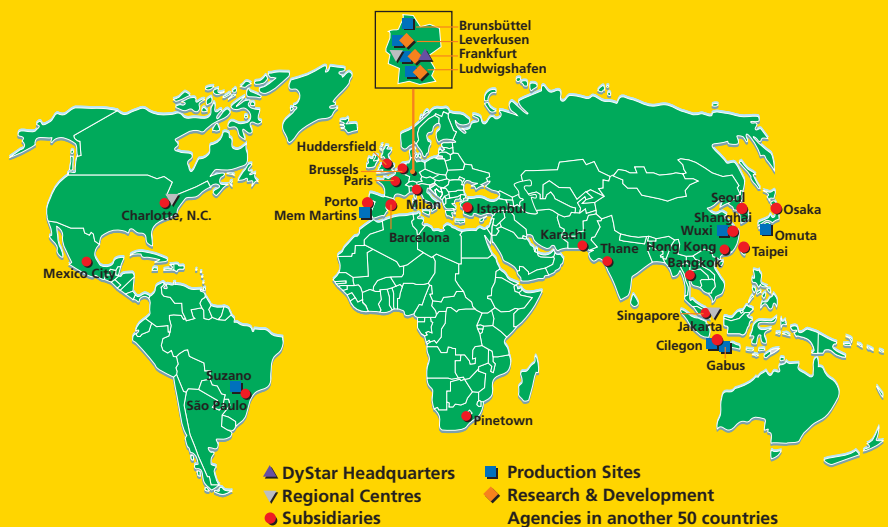 Brunsbüttel
Leverkusen
Frankfurt
Ludwigshafen
Huddersfield
Brussels
Paris
Porto
Mem Martins
Milan
Istanbul
Barcelona
Charlotte, N.C.
Mexico City
Karachi
Thane
Seoul
Osaka
Shanghai
Wuxi
Omuta
Hong Kong
Taipei
Bangkok
Singapore
Jakarta
Cilegon
Gabus
Suzano
São Paulo
Pinetown
DyStar Headquarters
Regional Centres
Subsidiaries
Production Sites
Research & Development
Agencies in another 50 countries